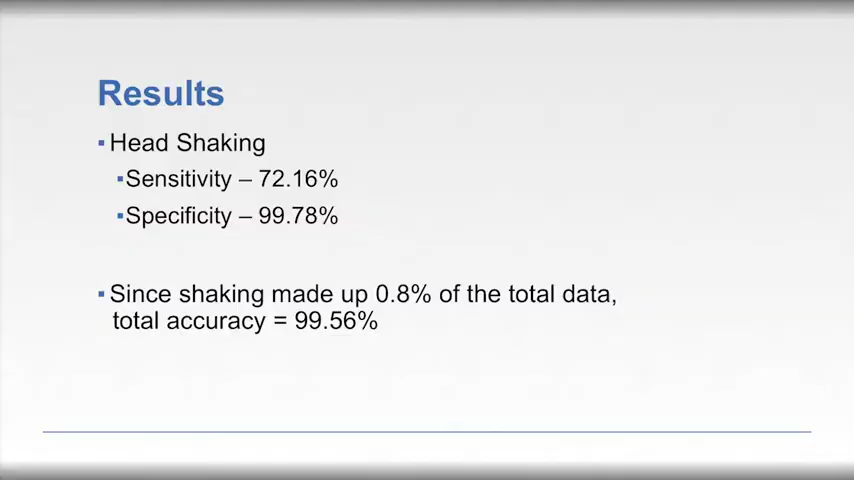 Results
▪Head Shaking
▪Sensitivity – 72.16%
▪Specificity – 99.78%
▪Since shaking made up 0.8% of the total data,
total accuracy = 99.56%